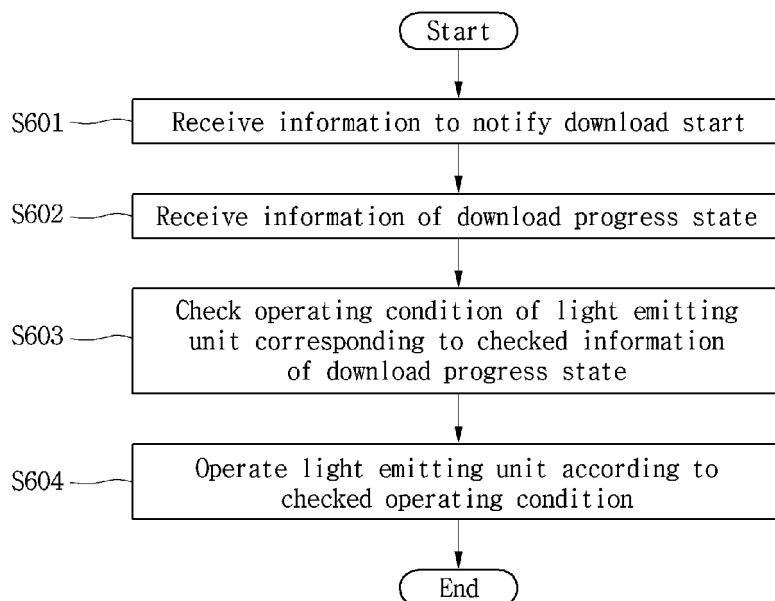 Start
S601
Receive information to notify download start
S602
Receive information of download progress state
S603
Check operating condition of light emitting
unit corresponding to checked information
of download progress state
S604
Operate light emitting unit according to
checked operating condition
End